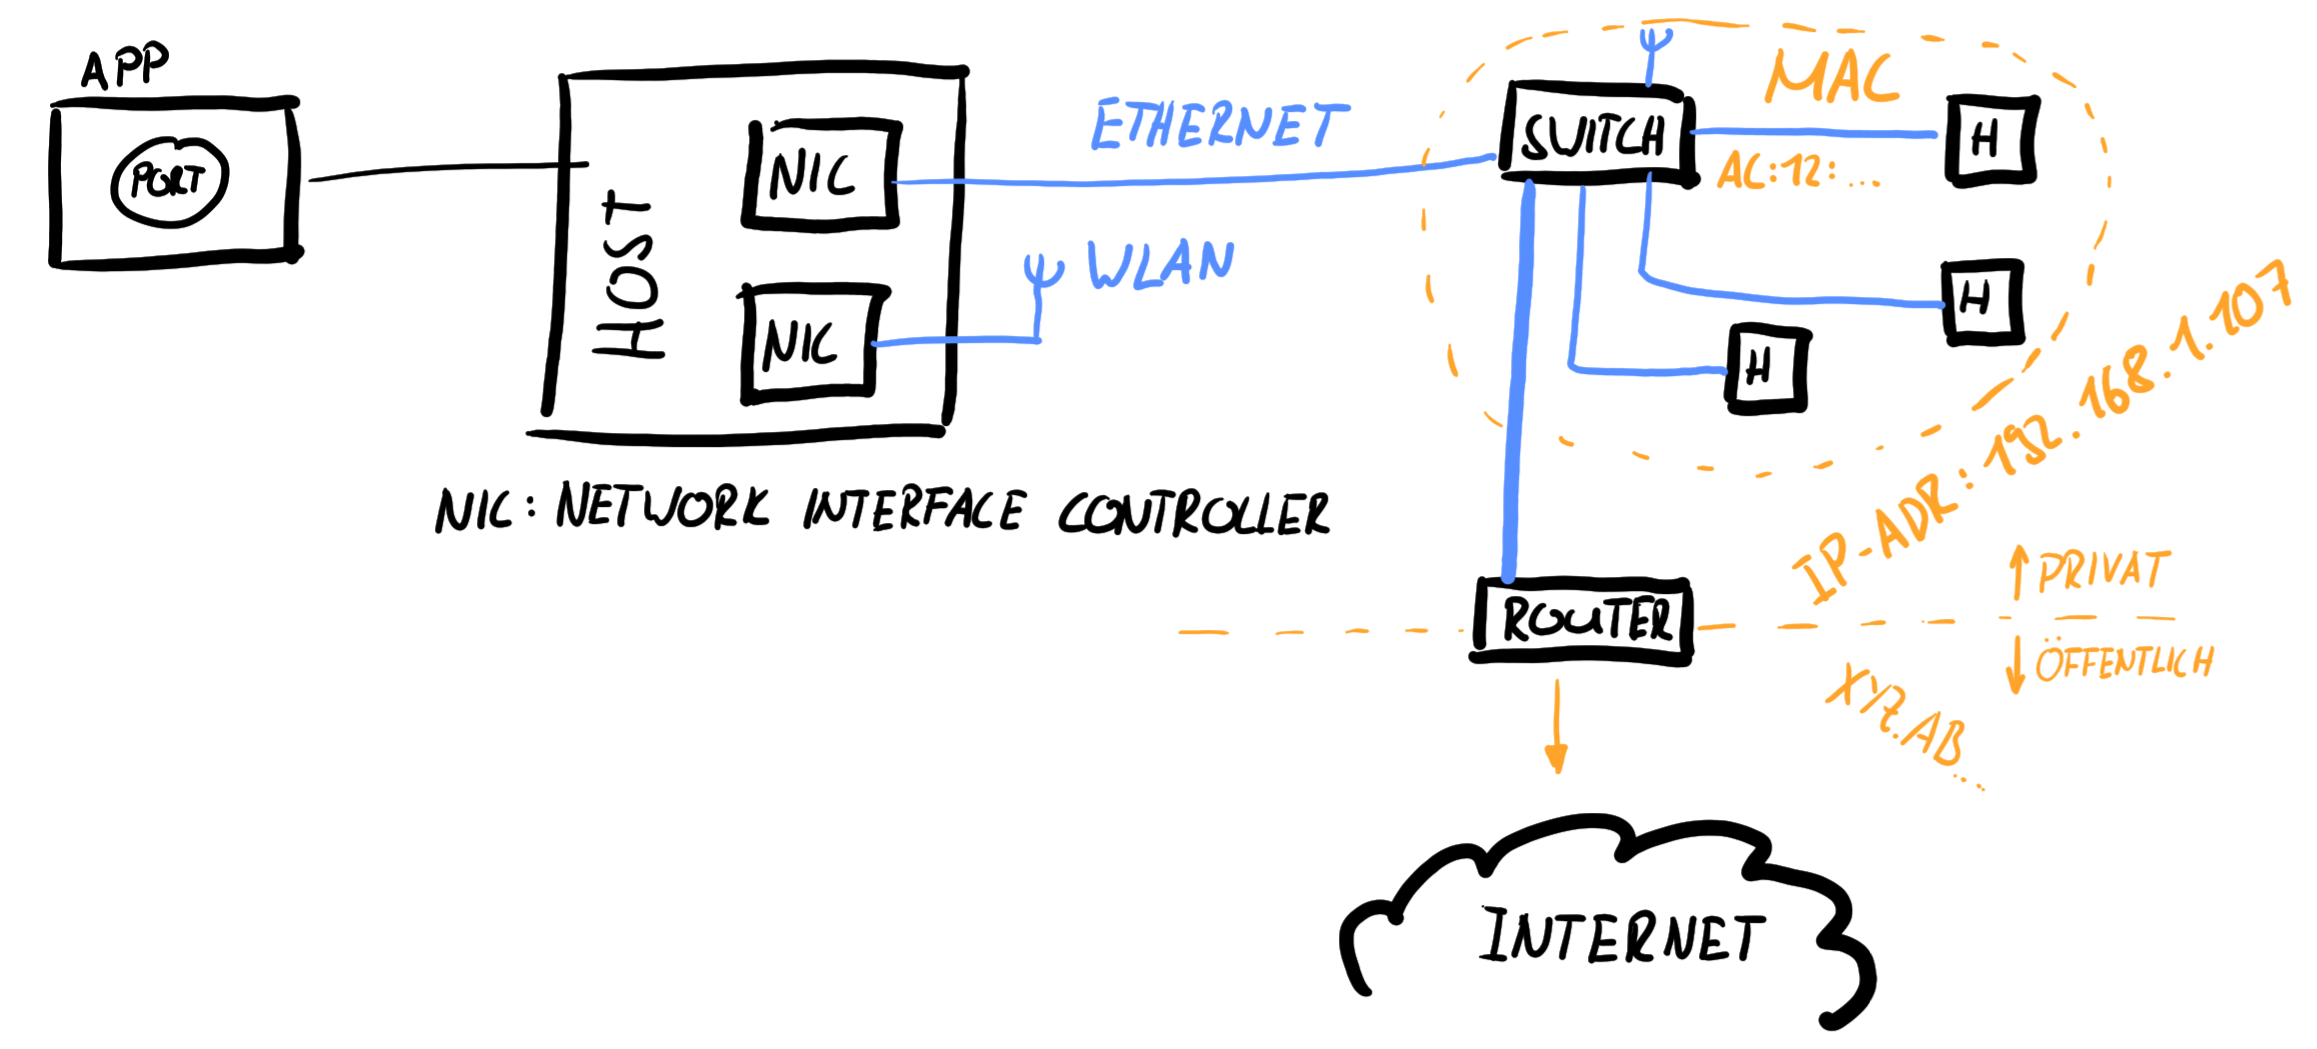 APP
PORT
HOST
NIC
NIC
ETHERNET
WLAN
NIC: NETWORK INTERFACE CONTROLLER
SWITCH
MAC
AC:12:...
H
H
H
IP-ADR: 192.168.1.107
PRIVAT
ROUTER
ÖFFENTLICH
XYZ.AB...
INTERNET